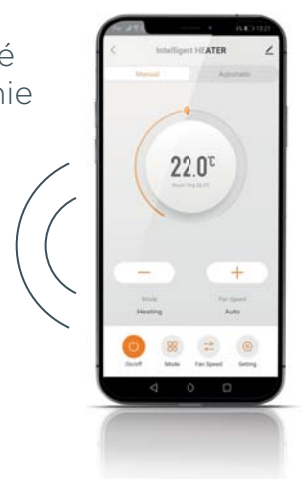 é
nie
Intelligent HEATER
Manual Automatic
22.0°C
− +
Mode Fan Speed
Heating Auto
On/off Mode Fan Speed Setting